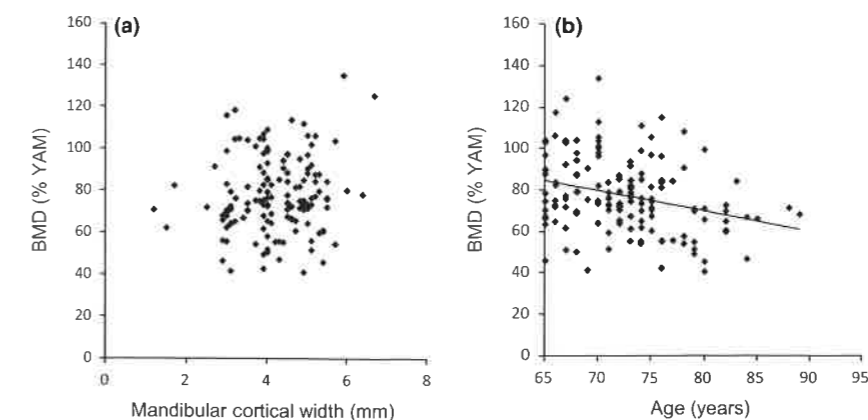 (a)
BMD (% YAM)
160
140
120
100
80
60
40
20
0
0 2 4 6 8
Mandibular cortical width (mm)
(b)
BMD (% YAM)
160
140
120
100
80
60
40
20
0
65 70 75 80 85 90 95
Age (years)